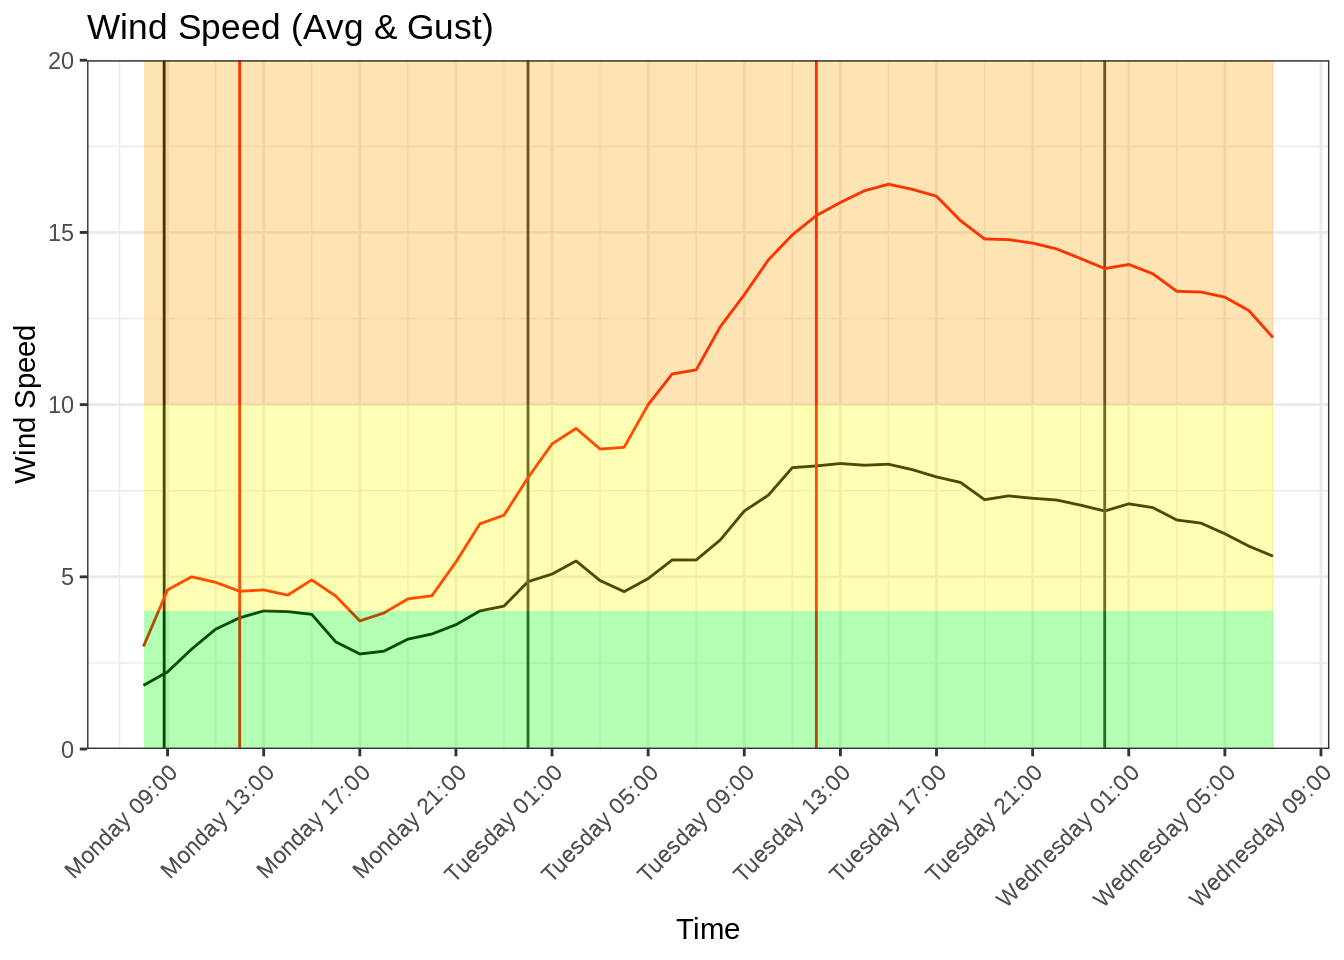 Wind Speed (Avg & Gust)
20
15
10
5
0
Wind Speed
Monday 09:00
Monday 13:00
Monday 17:00
Monday 21:00
Tuesday 01:00
Tuesday 05:00
Tuesday 09:00
Tuesday 13:00
Tuesday 17:00
Tuesday 21:00
Wednesday 01:00
Wednesday 05:00
Wednesday 09:00
Time